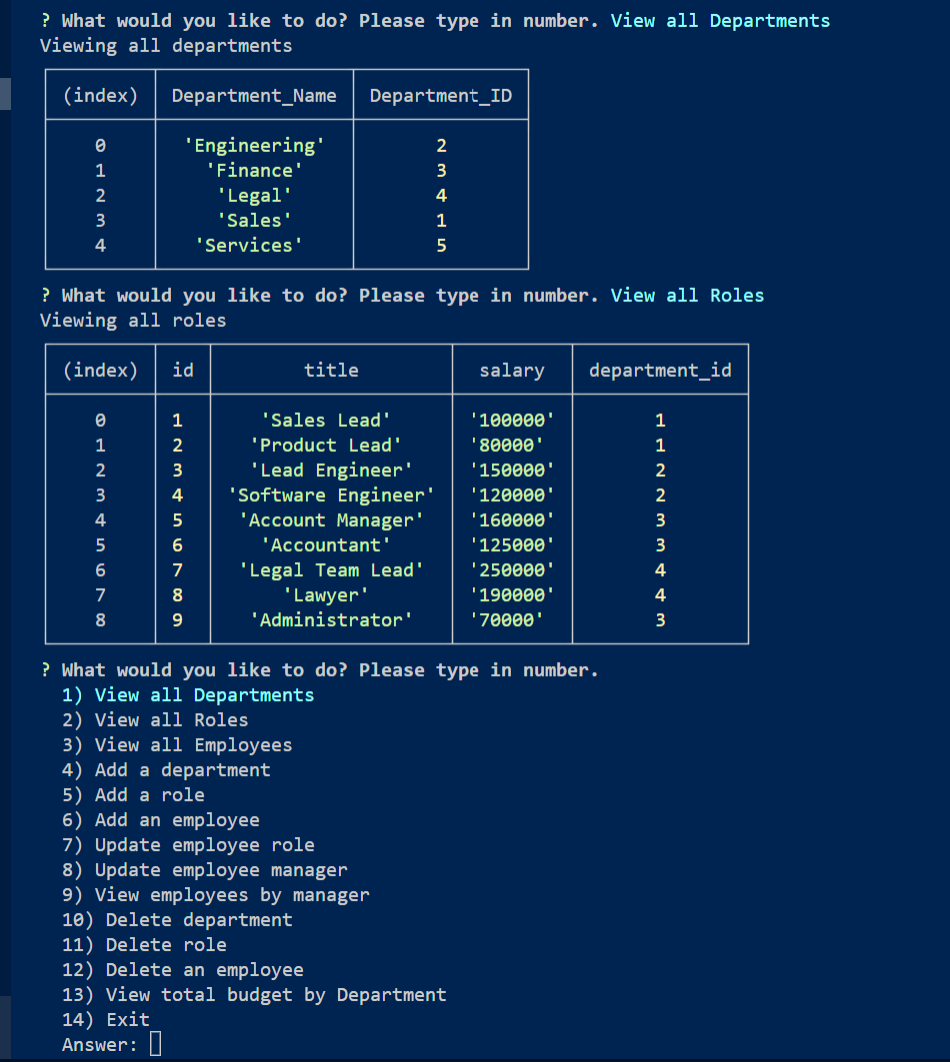 ? What would you like to do? Please type in number. View all Departments
Viewing all departments
(index) Department_Name Department_ID
0 'Engineering' 2
1 'Finance' 3
2 'Legal' 4
3 'Sales' 1
4 'Services' 5
? What would you like to do? Please type in number. View all Roles
Viewing all roles
(index) id title salary department_id
0 1 'Sales Lead' '100000' 1
1 2 'Product Lead' '80000' 1
2 3 'Lead Engineer' '150000' 2
3 4 'Software Engineer' '120000' 2
4 5 'Account Manager' '160000' 3
5 6 'Accountant' '125000' 3
6 7 'Legal Team Lead' '250000' 4
7 8 'Lawyer' '190000' 4
8 9 'Administrator' '70000' 3
? What would you like to do? Please type in number.
1) View all Departments
2) View all Roles
3) View all Employees
4) Add a department
5) Add a role
6) Add an employee
7) Update employee role
8) Update employee manager
9) View employees by manager
10) Delete department
11) Delete role
12) Delete an employee
13) View total budget by Department
14) Exit
Answer: